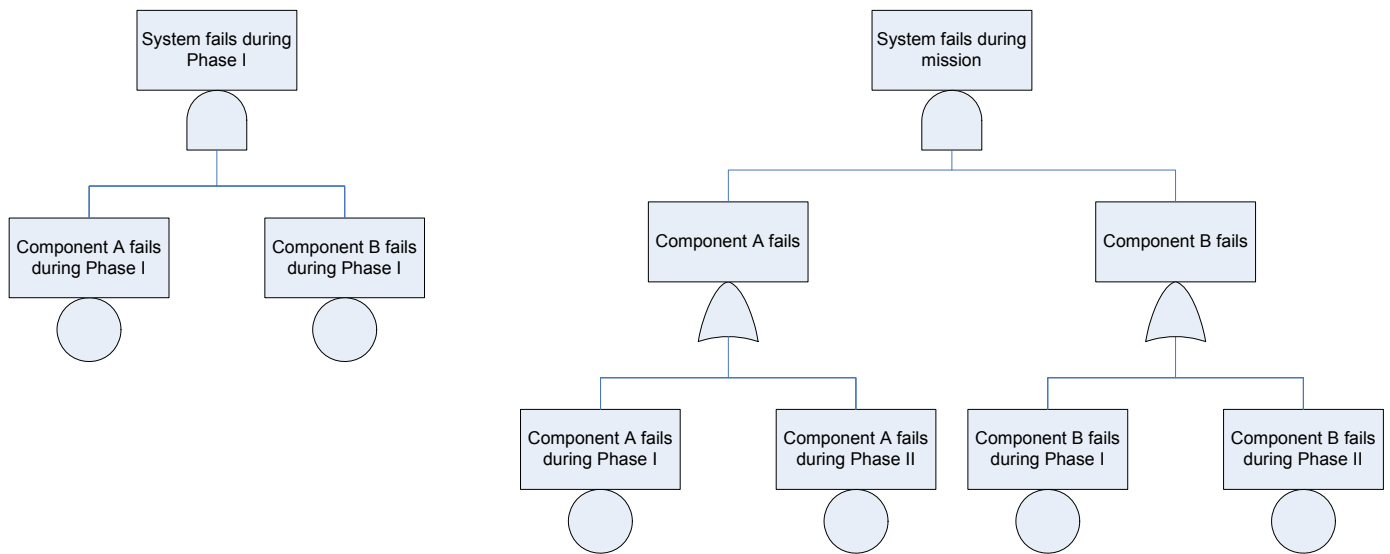 System fails during
Phase I
Component A fails
during Phase I
Component B fails
during Phase I
System fails during
mission
Component A fails
Component B fails
Component A fails
during Phase I
Component A fails
during Phase II
Component B fails
during Phase I
Component B fails
during Phase II